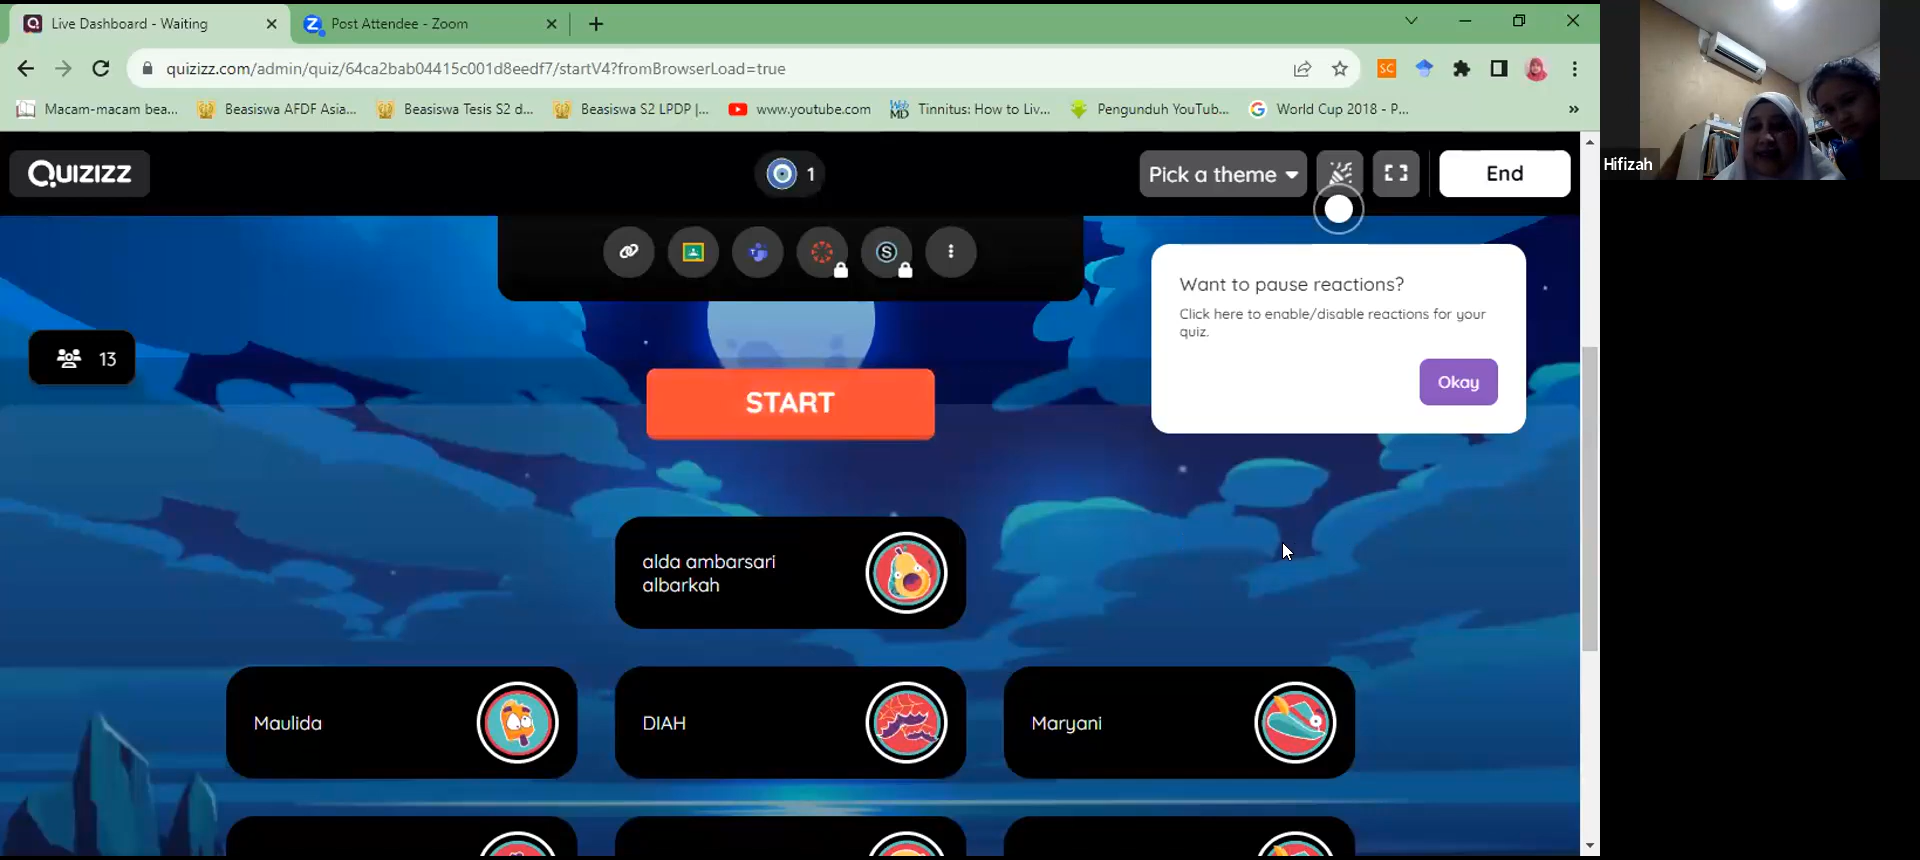 Live Dashboard - Waiting
Post Attendee - Zoom
quizizz.com/admin/quiz/64ca2bab04415c001d8eedf7/startV4?fromBrowserLoad=true
SC
Macam-macam bea...
Beasiswa AFDF Asia...
Beasiswa Tesis S2 d...
Beasiswa S2 LPDP |...
www.youtube.com
Tinnitus: How to Liv...
Pengunduh YouTub...
World Cup 2018 - P...
»
Quizizz
1
Pick a theme
End
Hifizah
Want to pause reactions?
Click here to enable/disable reactions for your
quiz.
Okay
13
START
alda ambarsari
albarkah
Maulida
DIAH
Maryani